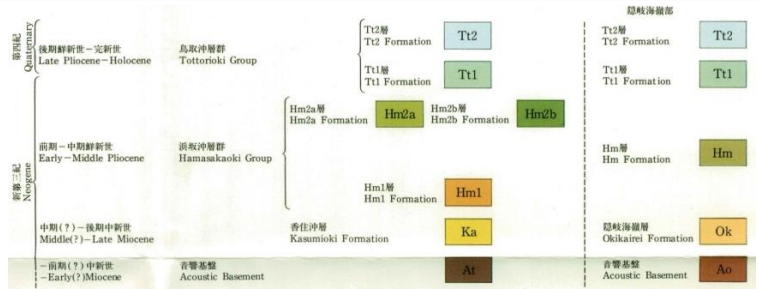 隠岐海嶺部
第四紀
Quaternary
後期鮮新世－完新世
Late Pliocene－Holocene
鳥取沖層群
Tottorioki Group
Tt2層
Tt2 Formation
Tt2
Tt2層
Tt2 Formation
Tt2
Tt1層
Tt1 Formation
Tt1
Tt1層
Tt1 Formation
Tt1
新第三紀
Neogene
前期－中期鮮新世
Early－Middle Pliocene
浜坂沖層群
Hamasakaoki Group
Hm2a層
Hm2a Formation
Hm2a
Hm2b層
Hm2b Formation
Hm2b
Hm層
Hm Formation
Hm
Hm1層
Hm1 Formation
Hm1
中期(?)－後期中新世
Middle(?)－Late Miocene
香住沖層
Kasumioki Formation
Ka
隠岐海嶺層
Okikairei Formation
Ok
－前期(?)中新世
－Early(?)Miocene
音響基盤
Acoustic Basement
At
音響基盤
Acoustic Basement
Ao